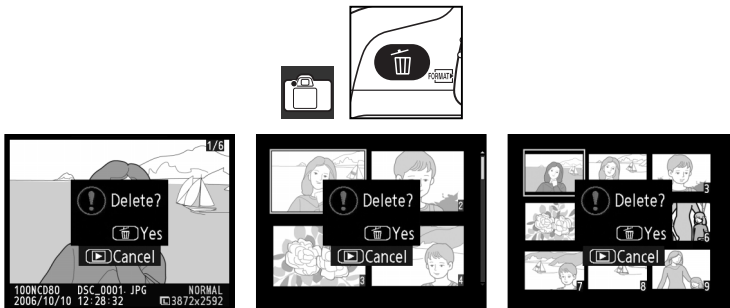 FORMAT
1/6
Delete?
Yes
Cancel
100NCD80 DSC_0001. JPG NORMAL
2006/10/10 12:28:32 L 3872x2592
Delete?
Yes
Cancel
2
3
4
Delete?
Yes
Cancel
3
6
7
8
9